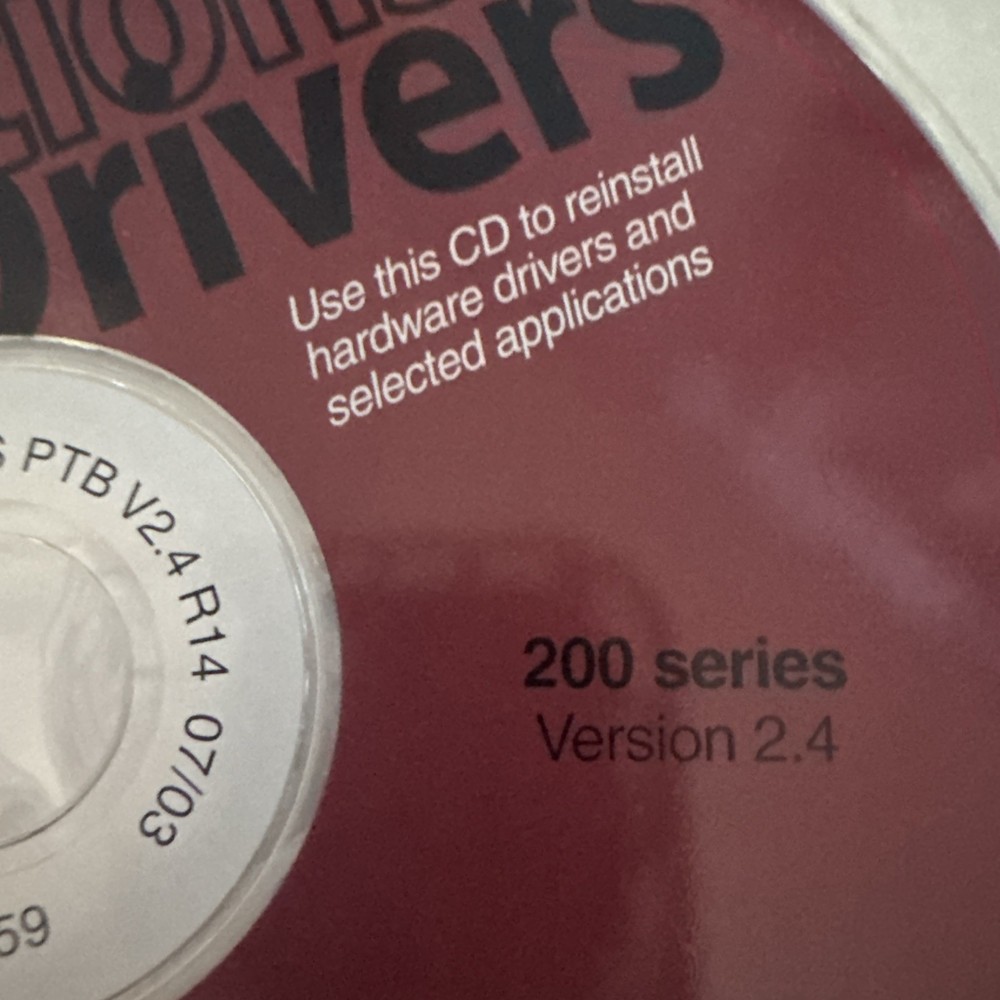 Drivers
Use this CD to reinstall
hardware drivers and
selected applications
PTB V2.4 R14 07/03
200 series
Version 2.4
59